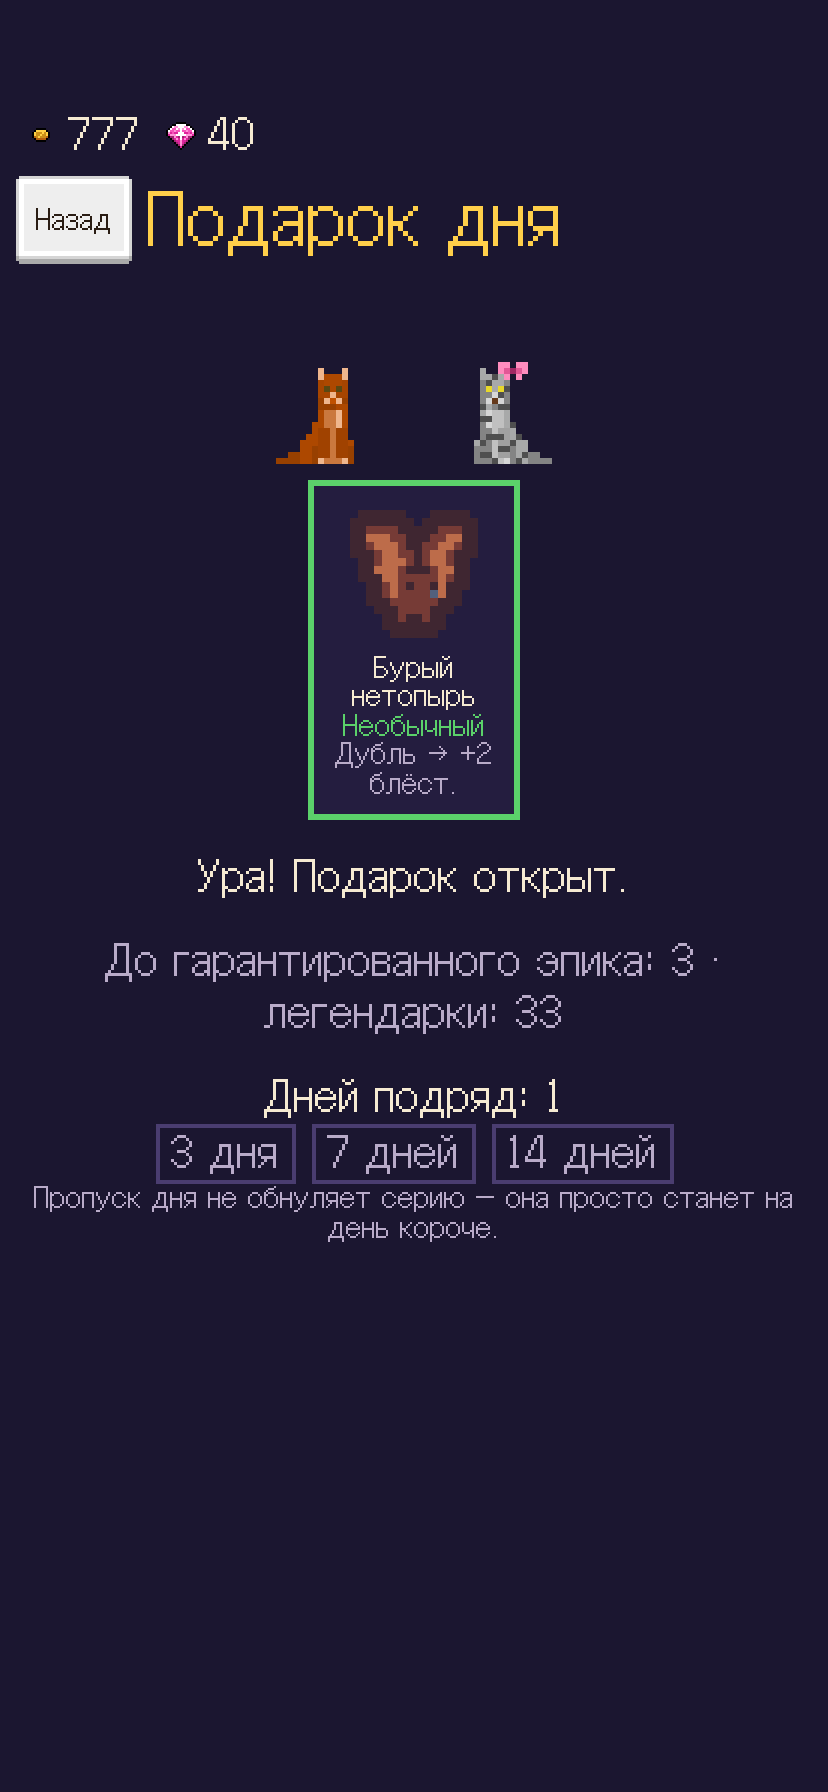 777 40
Назад
Подарок дня
Бурый
нетопырь
Необычный
Дубль → +2
блёст.
Ура! Подарок открыт.
До гарантированного эпика: 3 ·
легендарки: 33
Дней подряд: 1
3 дня 7 дней 14 дней
Пропуск дня не обнуляет серию — она просто станет на
день короче.